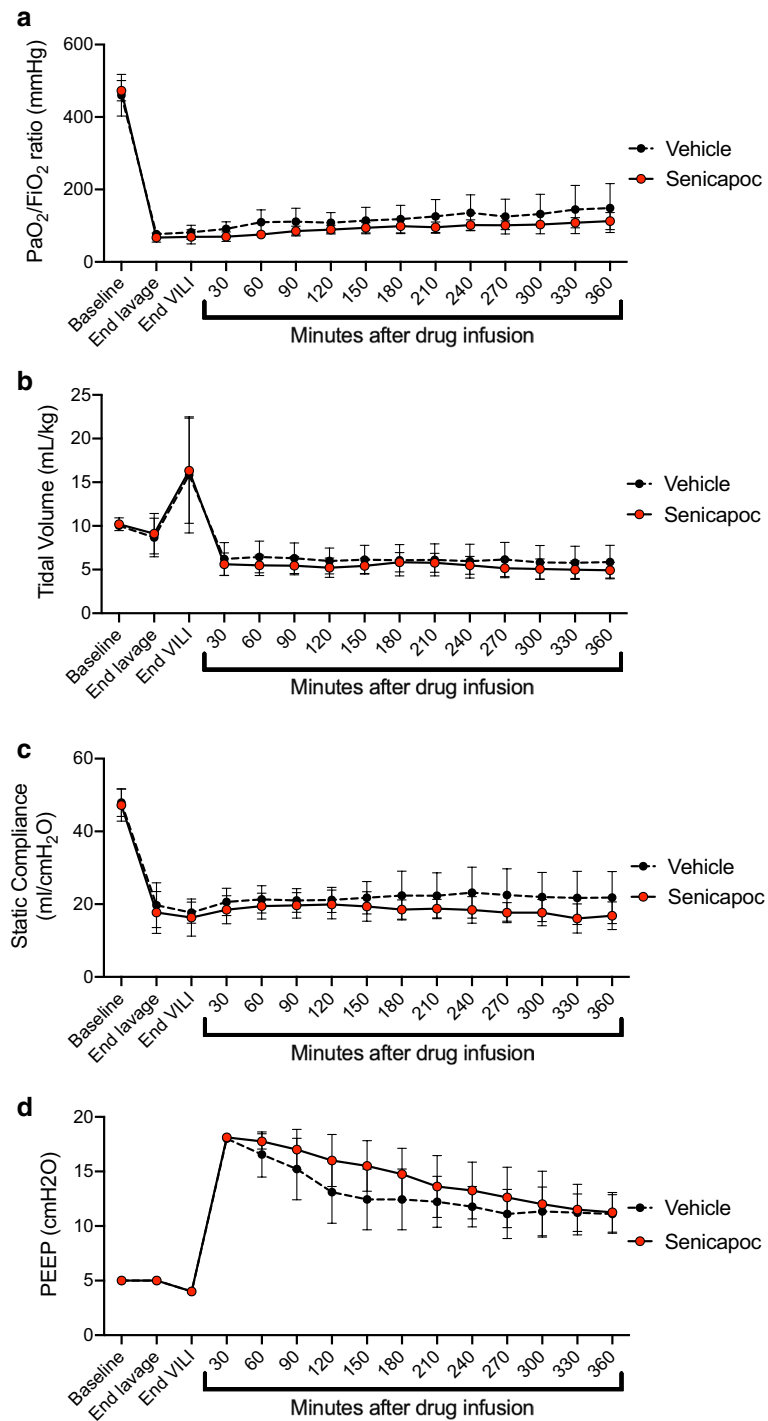 a
PaO₂/FiO₂ ratio (mmHg)
600
400
200
0
Vehicle
Senicapoc
Baseline
End lavage
End VILI
30
60
90
120
150
180
210
240
270
300
330
360
Minutes after drug infusion
b
Tidal Volume (mL/kg)
25
20
15
10
5
0
Vehicle
Senicapoc
Baseline
End lavage
End VILI
30
60
90
120
150
180
210
240
270
300
330
360
Minutes after drug infusion
c
Static Compliance
(ml/cmH₂O)
60
40
20
0
Vehicle
Senicapoc
Baseline
End lavage
End VILI
30
60
90
120
150
180
210
240
270
300
330
360
Minutes after drug infusion
d
PEEP (cmH2O)
20
15
10
5
0
Vehicle
Senicapoc
Baseline
End lavage
End VILI
30
60
90
120
150
180
210
240
270
300
330
360
Minutes after drug infusion